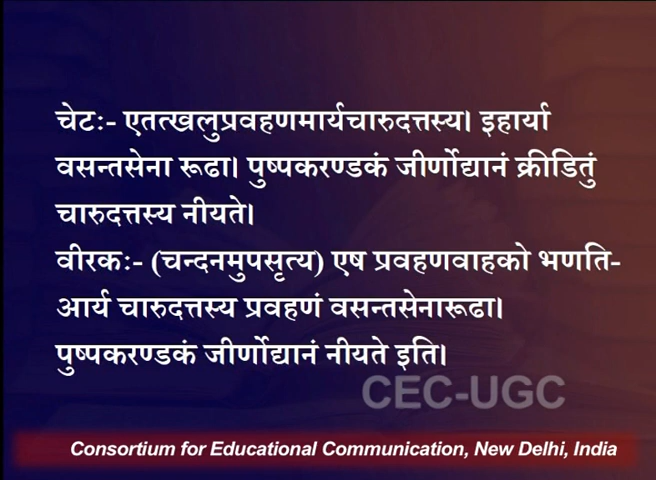 चेटः- एतत्खलुप्रवहणमार्यचारुदत्तस्य। इहार्या
वसन्तसेना रूढा। पुष्पकरण्डकं जीर्णोद्यानं क्रीडितुं
चारुदत्तस्य नीयते।
वीरकः- (चन्दनमुपसृत्य) एष प्रवहणवाहको भणति-
आर्य चारुदत्तस्य प्रवहणं वसन्तसेनारूढा।
पुष्पकरण्डकं जीर्णोद्यानं नीयते इति।
CEC-UGC
Consortium for Educational Communication, New Delhi, India